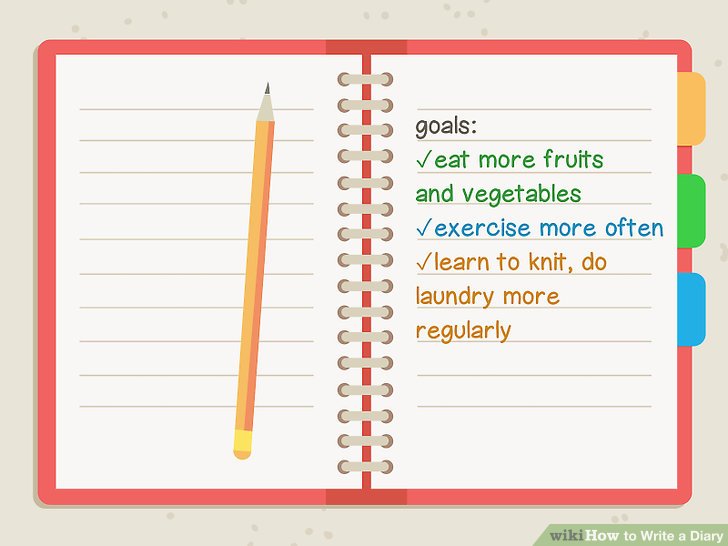 goals:
✓eat more fruits
and vegetables
✓exercise more often
✓learn to knit, do
laundry more
regularly
wikiHow to Write a Diary